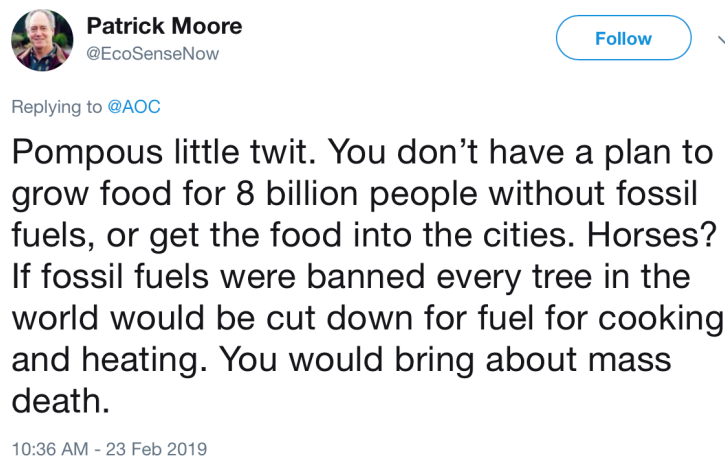 Patrick Moore
@EcoSenseNow
Follow
Replying to @AOC
Pompous little twit. You don’t have a plan to
grow food for 8 billion people without fossil
fuels, or get the food into the cities. Horses?
If fossil fuels were banned every tree in the
world would be cut down for fuel for cooking
and heating. You would bring about mass
death.
10:36 AM - 23 Feb 2019